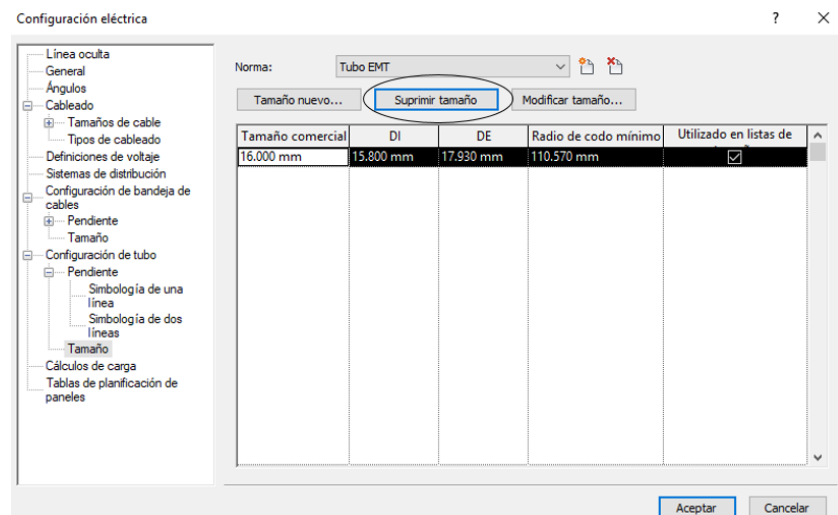 Configuración eléctrica
Línea oculta
General
Ángulos
Cableado
Tamaños de cable
Tipos de cableado
Definiciones de voltaje
Sistemas de distribución
Configuración de bandeja de
cables
Pendiente
Tamaño
Configuración de tubo
Pendiente
Simbología de una
línea
Simbología de dos
líneas
Tamaño
Cálculos de carga
Tablas de planificación de
paneles
Norma: Tubo EMT
Tamaño nuevo... Suprimir tamaño Modificar tamaño...
Tamaño comercial DI DE Radio de codo mínimo Utilizado en listas de
16.000 mm 15.800 mm 17.930 mm 110.570 mm
Aceptar Cancelar